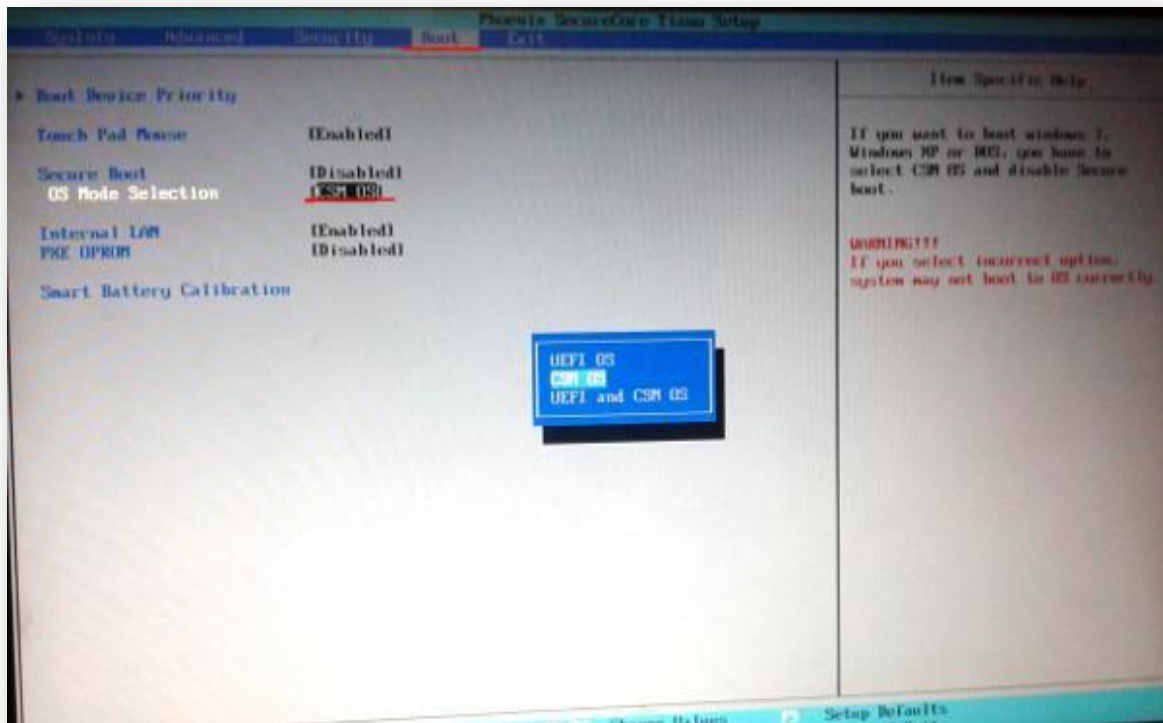 Phoenix SecureCore Tiano Setup
SysInfo Advanced Security Boot Exit
Boot Device Priority
Touch Pad Mouse [Enabled]
Secure Boot [Disabled]
OS Mode Selection [CSM OS]
Internal LAN [Enabled]
PXE OPROM [Disabled]
Smart Battery Calibration
UEFI OS
CSM OS
UEFI and CSM OS
Item Specific Help
If you want to boot windows 7,
Windows XP or DOS, you have to
select CSM OS and disable Secure
boot.
WARNING!!!
If you select incorrect option,
system may not boot to OS correctly.
Change Values
Setup Defaults